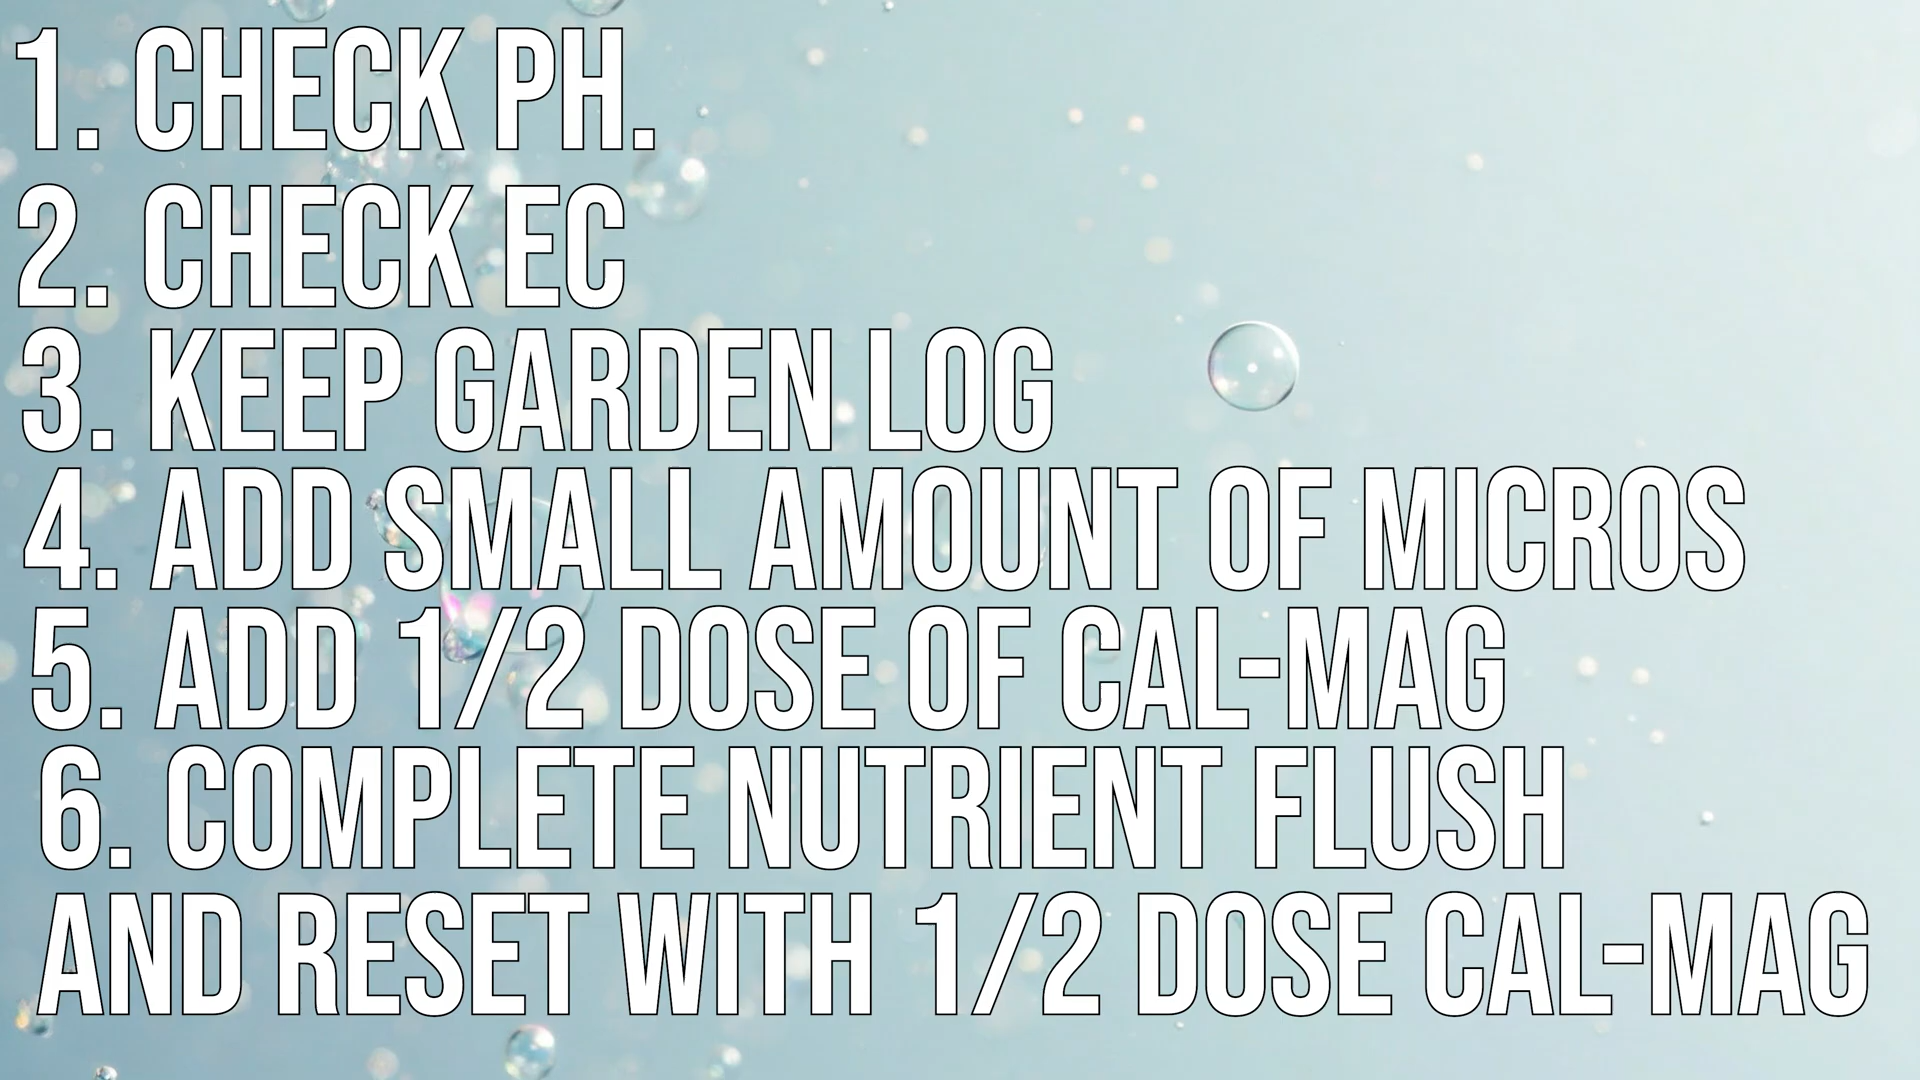 1. CHECK PH.
2. CHECK EC
3. KEEP GARDEN LOG
4. ADD SMALL AMOUNT OF MICROS
5. ADD 1/2 DOSE OF CAL-MAG
6. COMPLETE NUTRIENT FLUSH
AND RESET WITH 1/2 DOSE CAL-MAG